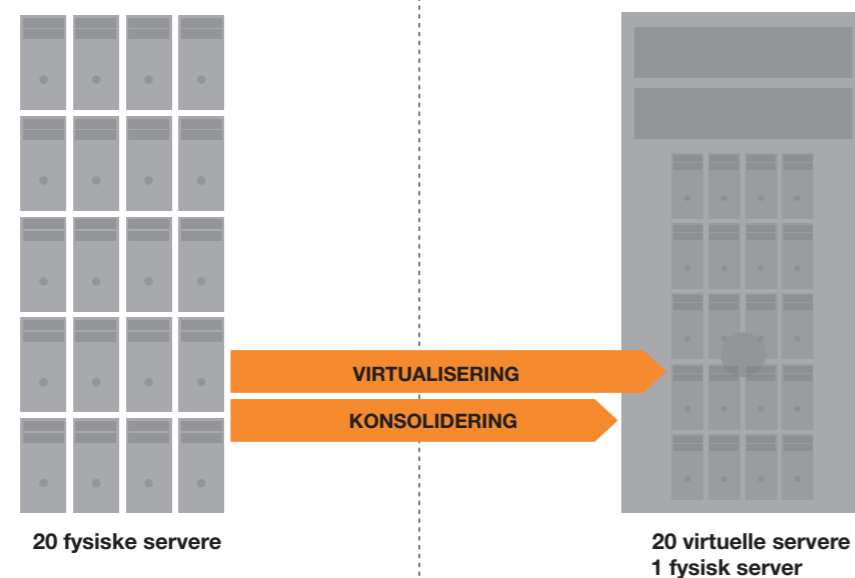 VIRTUALISERING
KONSOLIDERING
20 fysiske servere
20 virtuelle servere
1 fysisk server